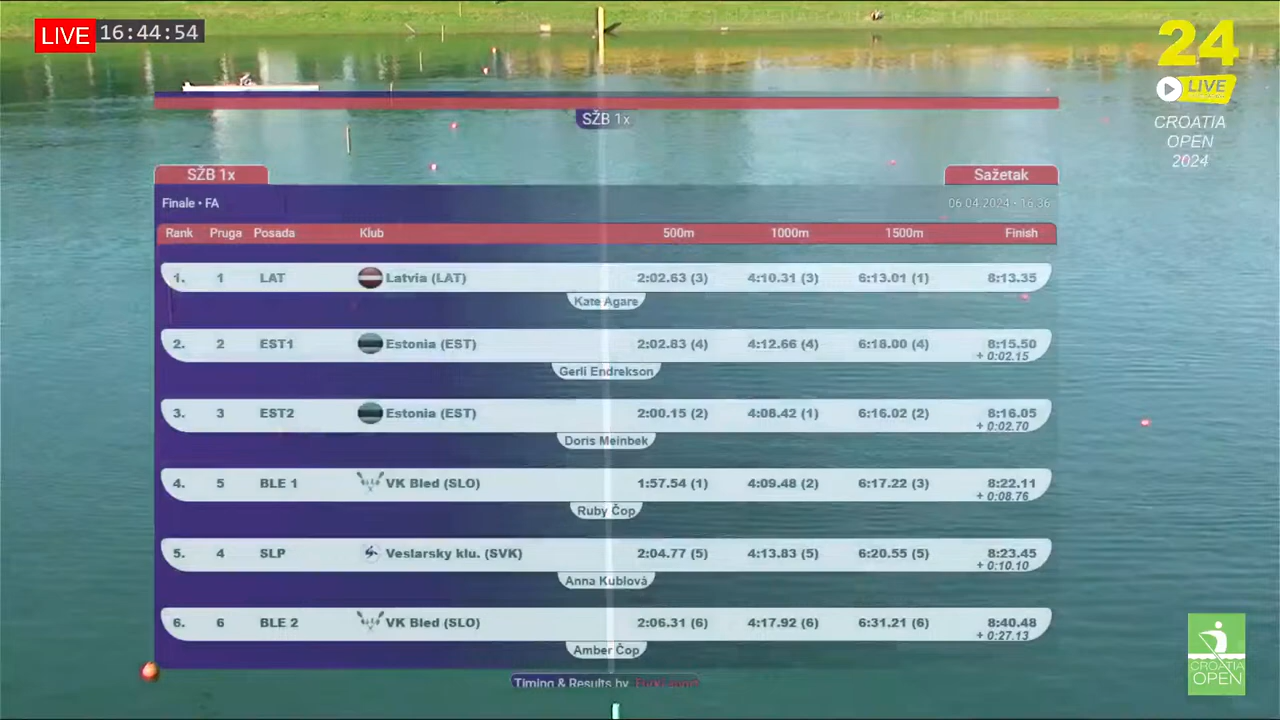 LIVE 16:44:54
24
LIVE
CROATIA
OPEN
2024
SŽB 1x
SŽB 1x Sažetak
Finale • FA 06 04 2024 • 16:36
Rank Pruga Posada Klub 500m 1000m 1500m Finish
1. 1 LAT Latvia (LAT) 2:02.63 (3) 4:10.31 (3) 6:13.01 (1) 8:13.35
Kate Agare
2. 2 EST1 Estonia (EST) 2:02.83 (4) 4:12.66 (4) 6:18.00 (4) 8:15.50
+ 0:02.15
Gerli Endrekson
3. 3 EST2 Estonia (EST) 2:00.15 (2) 4:08.42 (1) 6:16.02 (2) 8:16.05
+ 0:02.70
Doris Meinbek
4. 5 BLE 1 VK Bled (SLO) 1:57.54 (1) 4:09.48 (2) 6:17.22 (3) 8:22.11
+ 0:08.76
Ruby Čop
5. 4 SLP Veslarsky klu. (SVK) 2:04.77 (5) 4:13.83 (5) 6:20.55 (5) 8:23.45
+ 0:10.10
Anna Kublová
6. 6 BLE 2 VK Bled (SLO) 2:06.31 (6) 4:17.92 (6) 6:31.21 (6) 8:40.48
+ 0:27.13
Amber Čop
Timing & Results by
CROATIA
OPEN